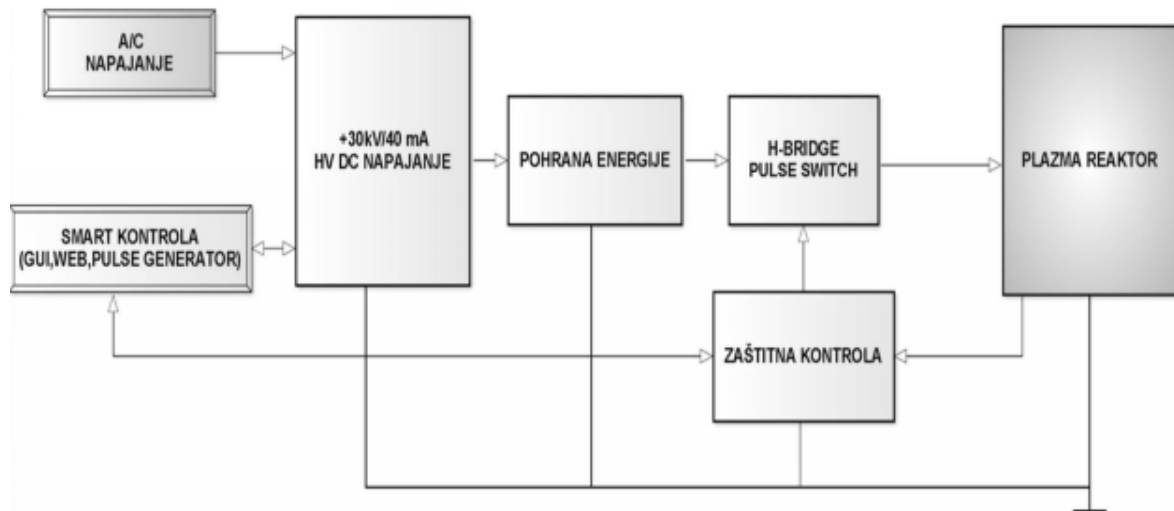 A/C
NAPAJANJE
+30kV/40 mA
HV DC NAPAJANJE
POHRANA ENERGIJE
H-BRIDGE
PULSE SWITCH
PLAZMA REAKTOR
SMART KONTROLA
(GUI,WEB,PULSE GENERATOR)
ZAŠTITNA KONTROLA